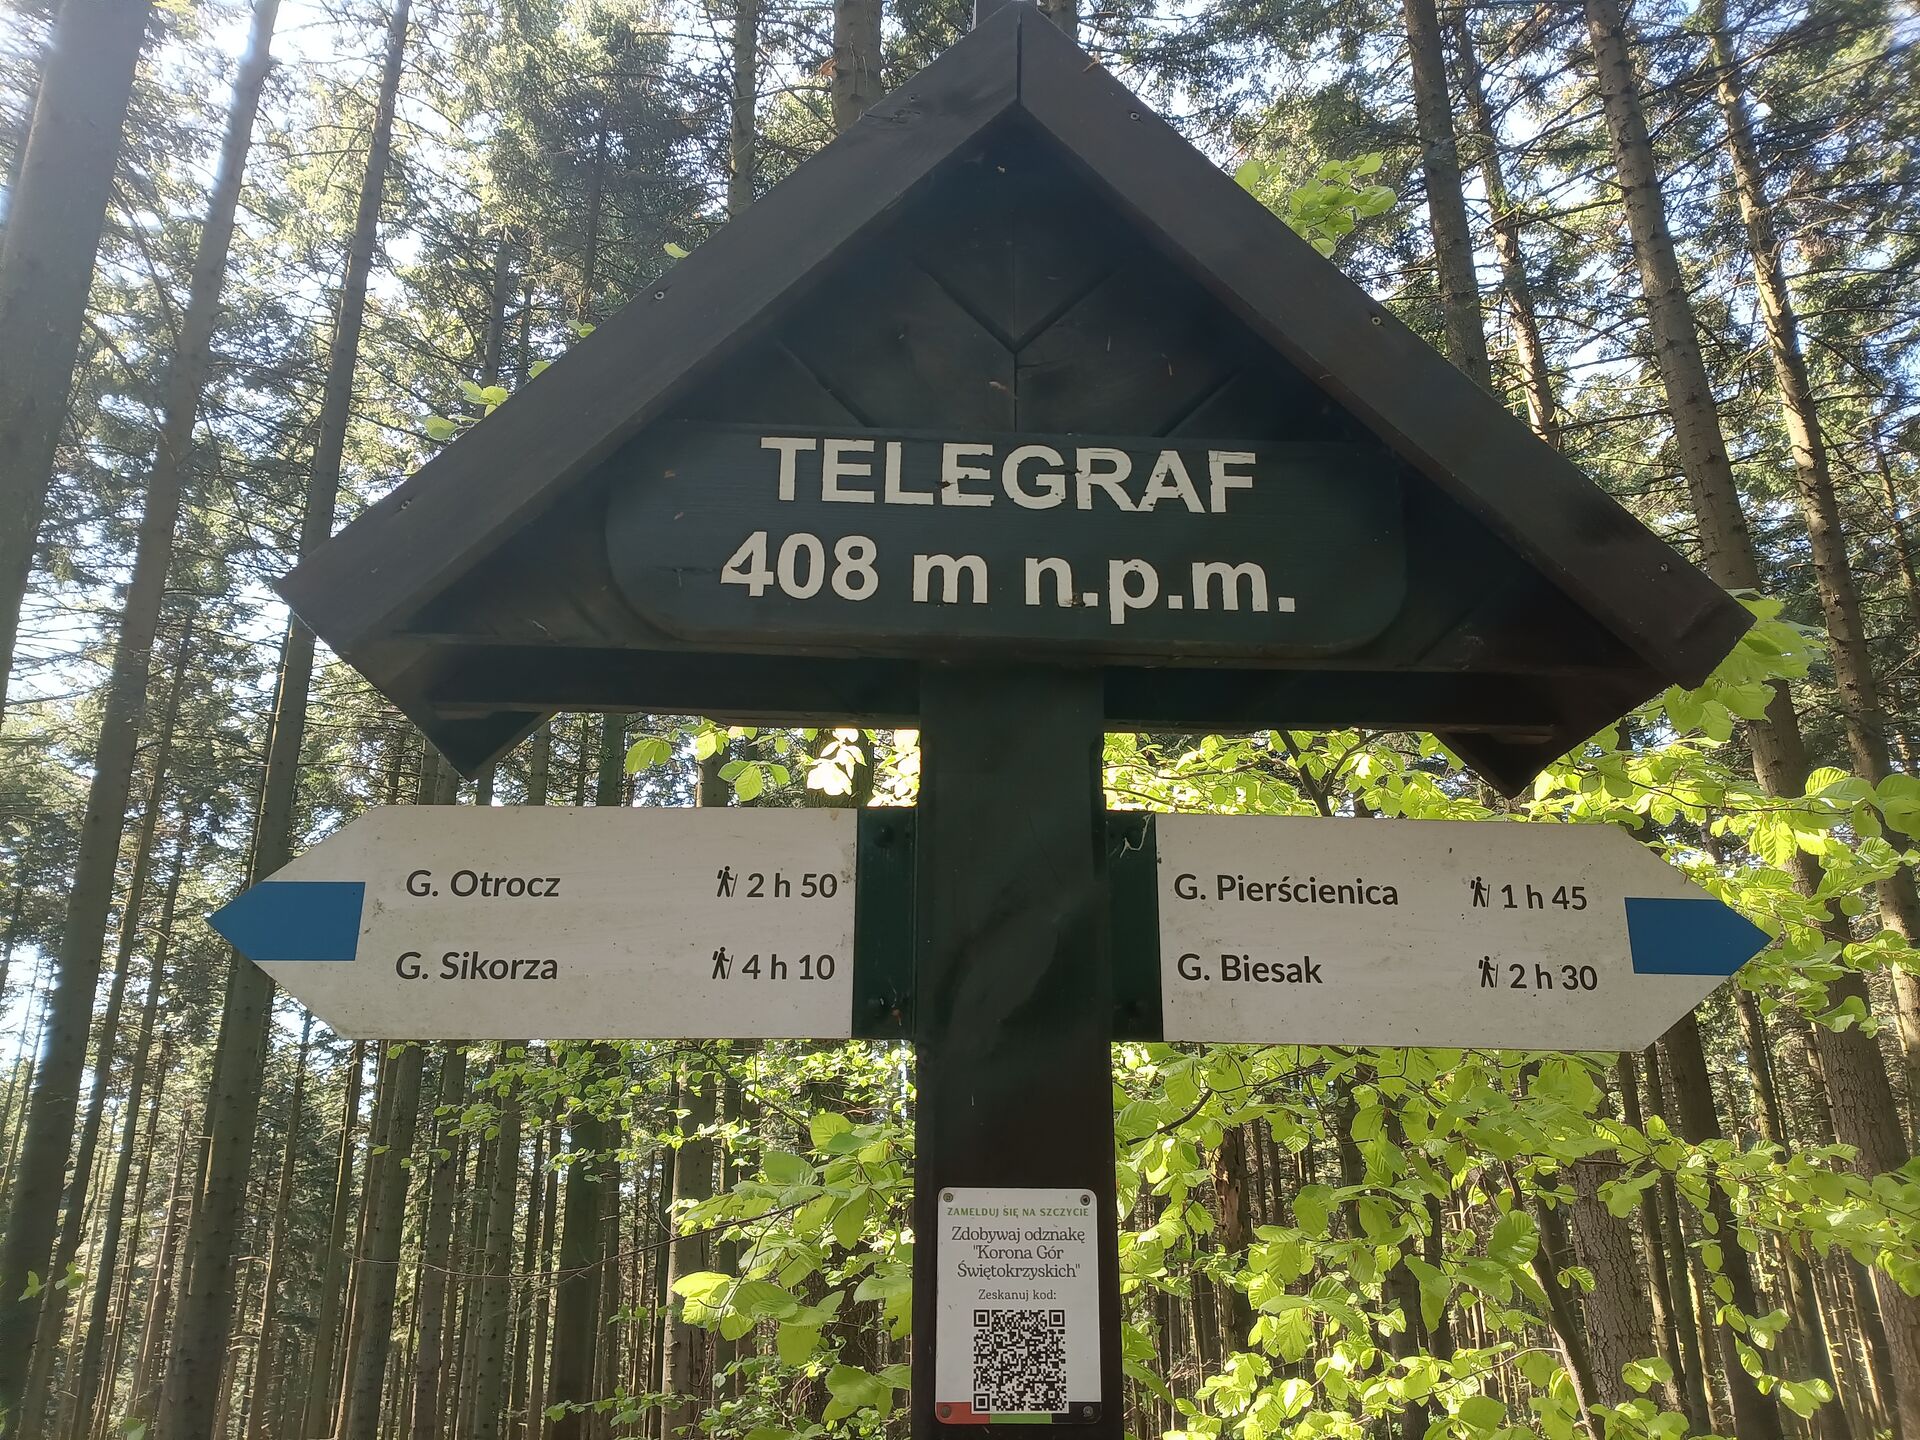 TELEGRAF
408 m n.p.m.
G. Otrocz 2 h 50
G. Sikorza 4 h 10
G. Pierścienica 1 h 45
G. Biesak 2 h 30
ZAMELDUJ SIĘ NA SZCZYCIE
Zdobywaj odznakę
"Korona Gór
Świętokrzyskich"
Zeskanuj kod: